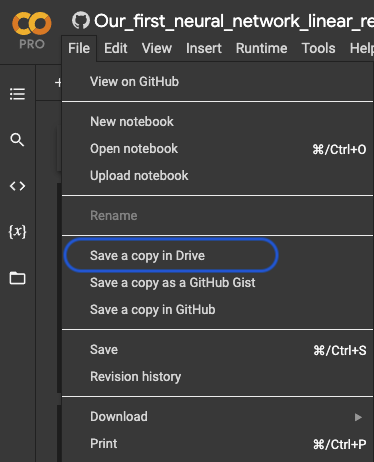 PRO
Our_first_neural_network_linear_re
File Edit View Insert Runtime Tools Help
View on GitHub
New notebook
Open notebook ⌘/Ctrl+O
Upload notebook
Rename
Save a copy in Drive
Save a copy as a GitHub Gist
Save a copy in GitHub
Save ⌘/Ctrl+S
Revision history
Download
Print ⌘/Ctrl+P
{x}